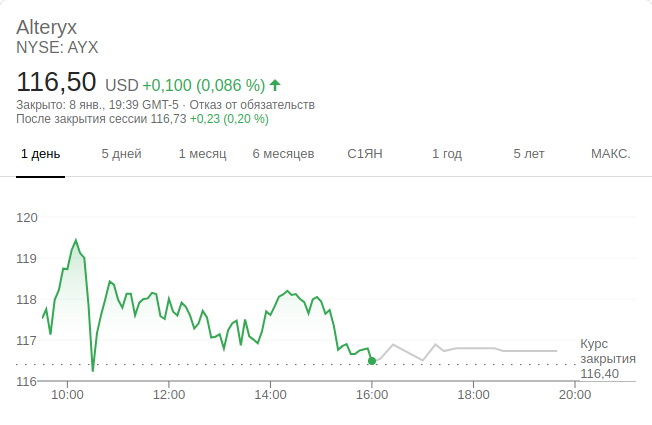 Alteryx
NYSE: AYX
116,50 USD +0,100 (0,086 %)
Закрыто: 8 янв., 19:39 GMT-5 · Отказ от обязательств
После закрытия сессии 116,73 +0,23 (0,20 %)
1 день 5 дней 1 месяц 6 месяцев С1ЯН 1 год 5 лет МАКС.
120
119
118
117
Курс
закрытия
116,40
116
10:00 12:00 14:00 16:00 18:00 20:00